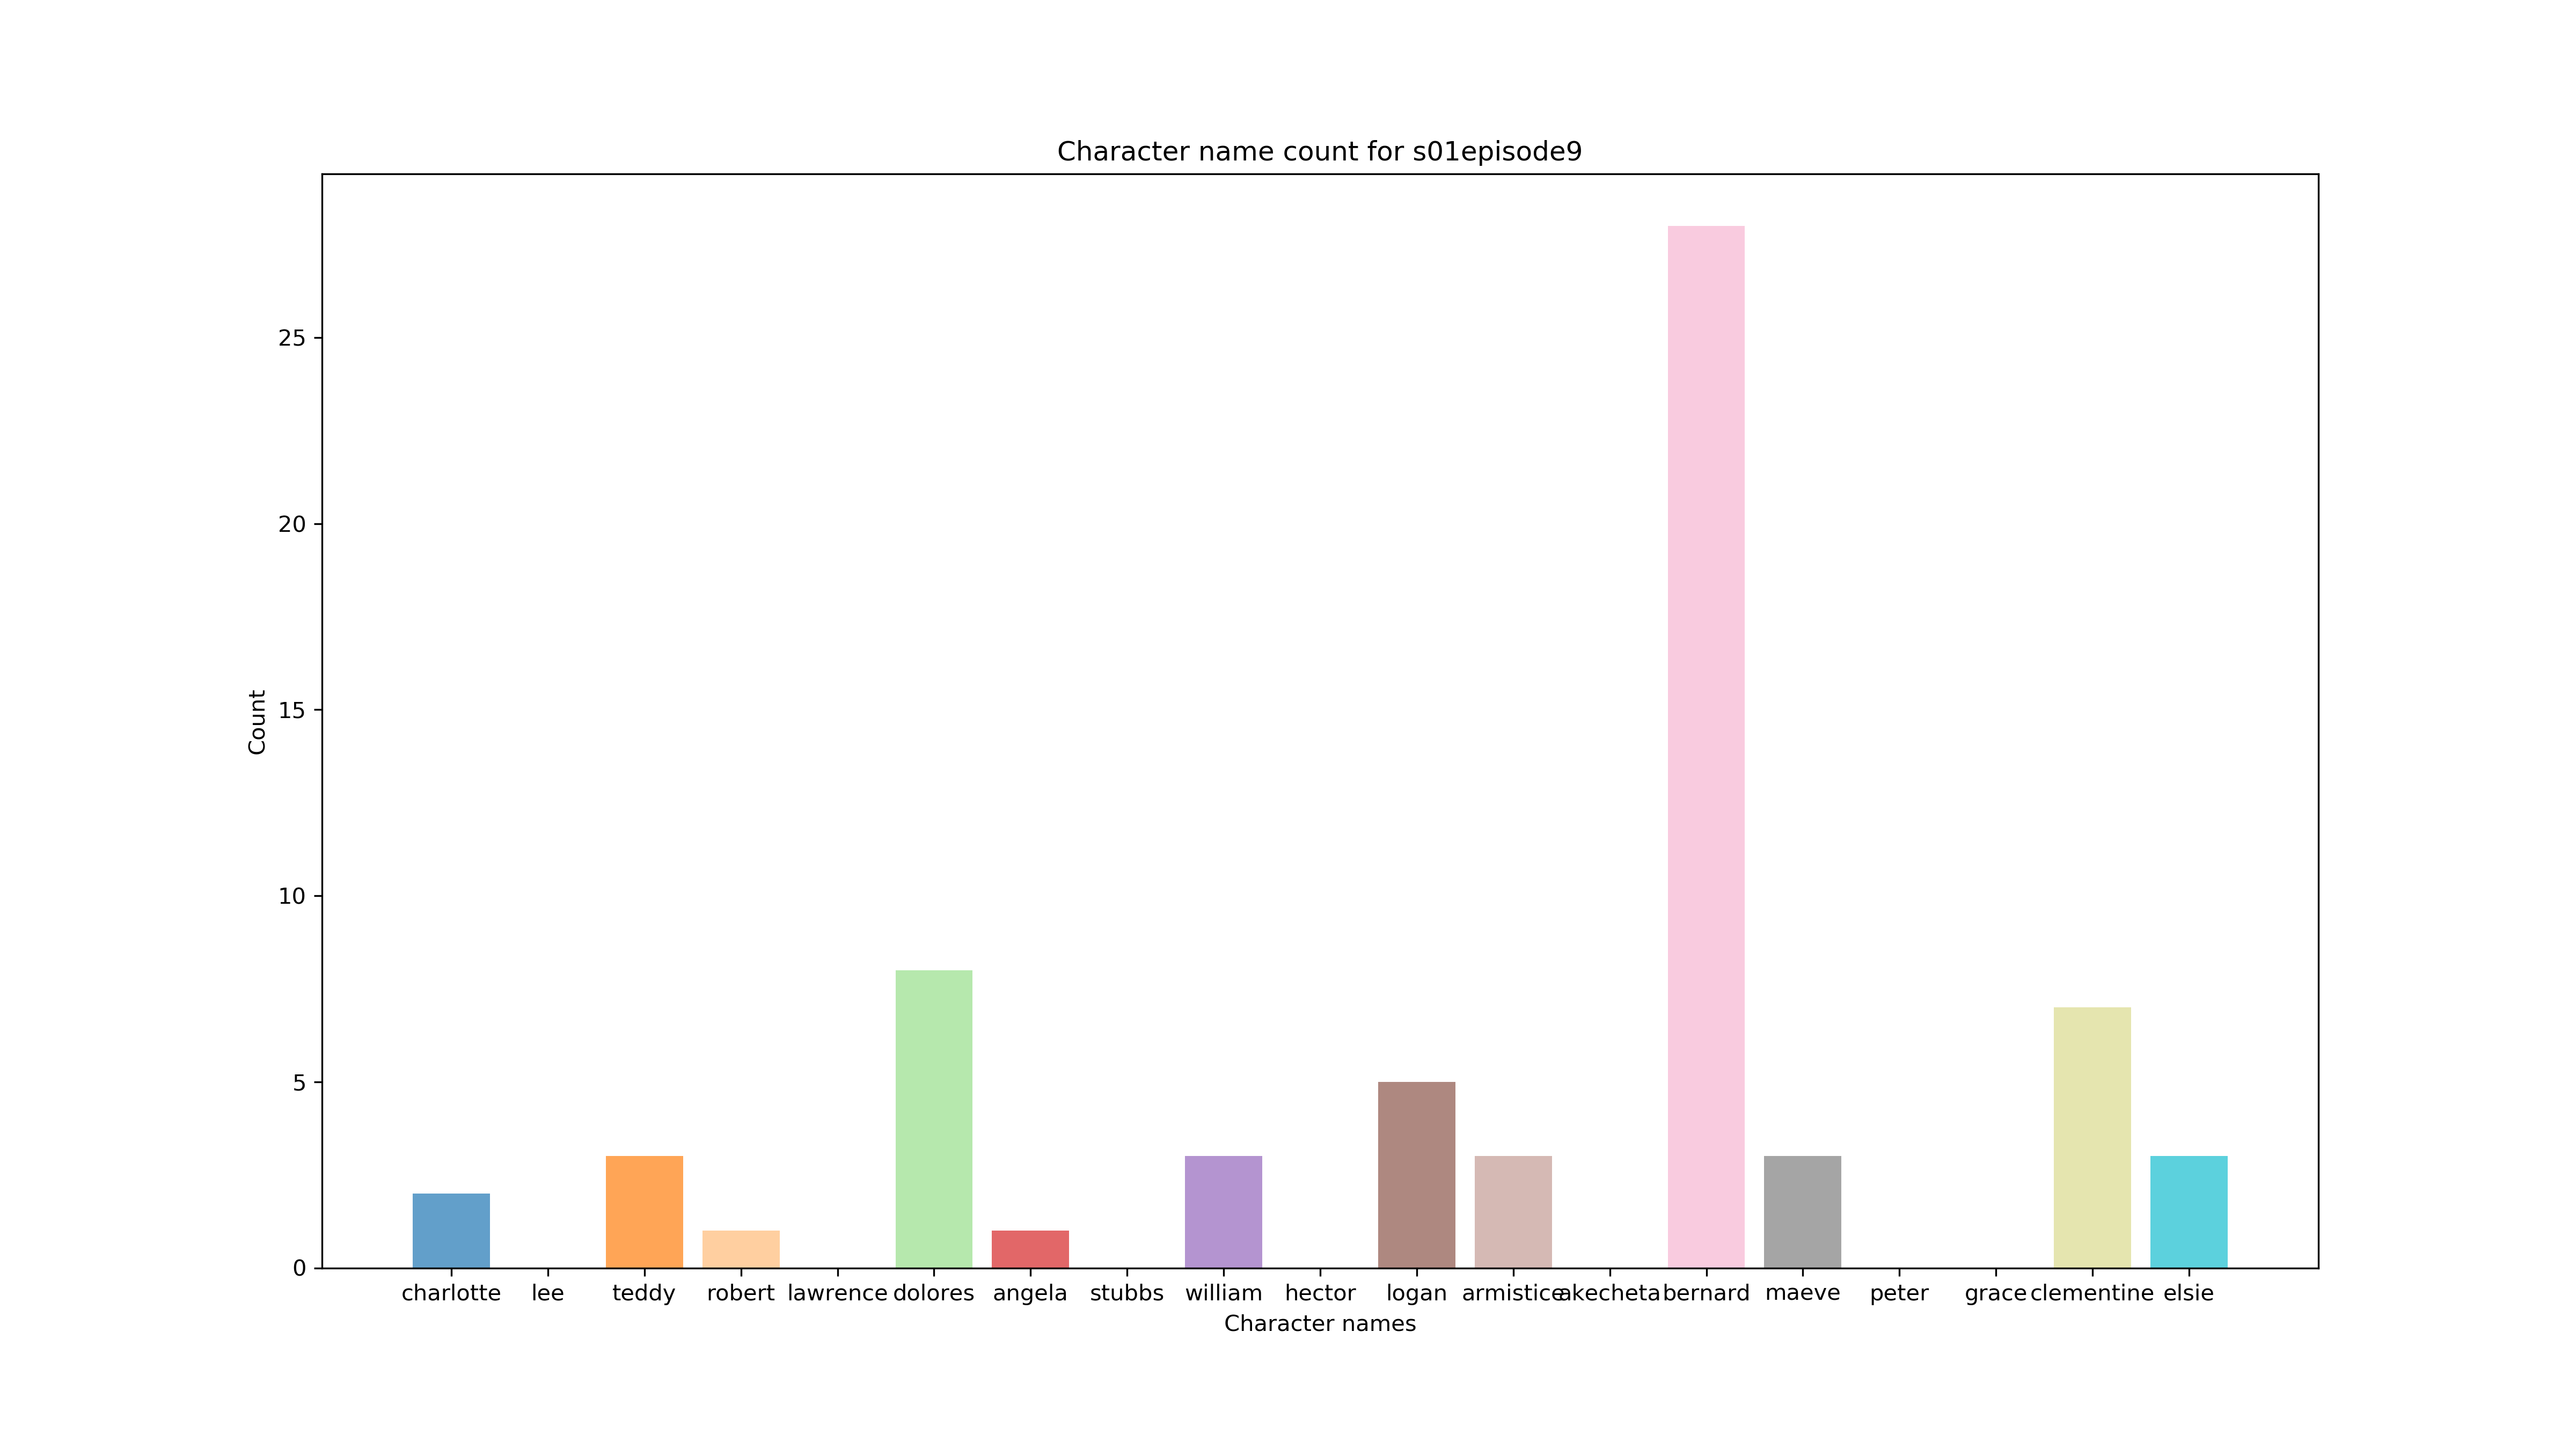 Character name count for s01episode9
25
20
15
10
5
0
Count
charlotte lee teddy robert lawrence dolores angela stubbs william hector logan armistice akecheta bernard maeve peter grace clementine elsie
Character names